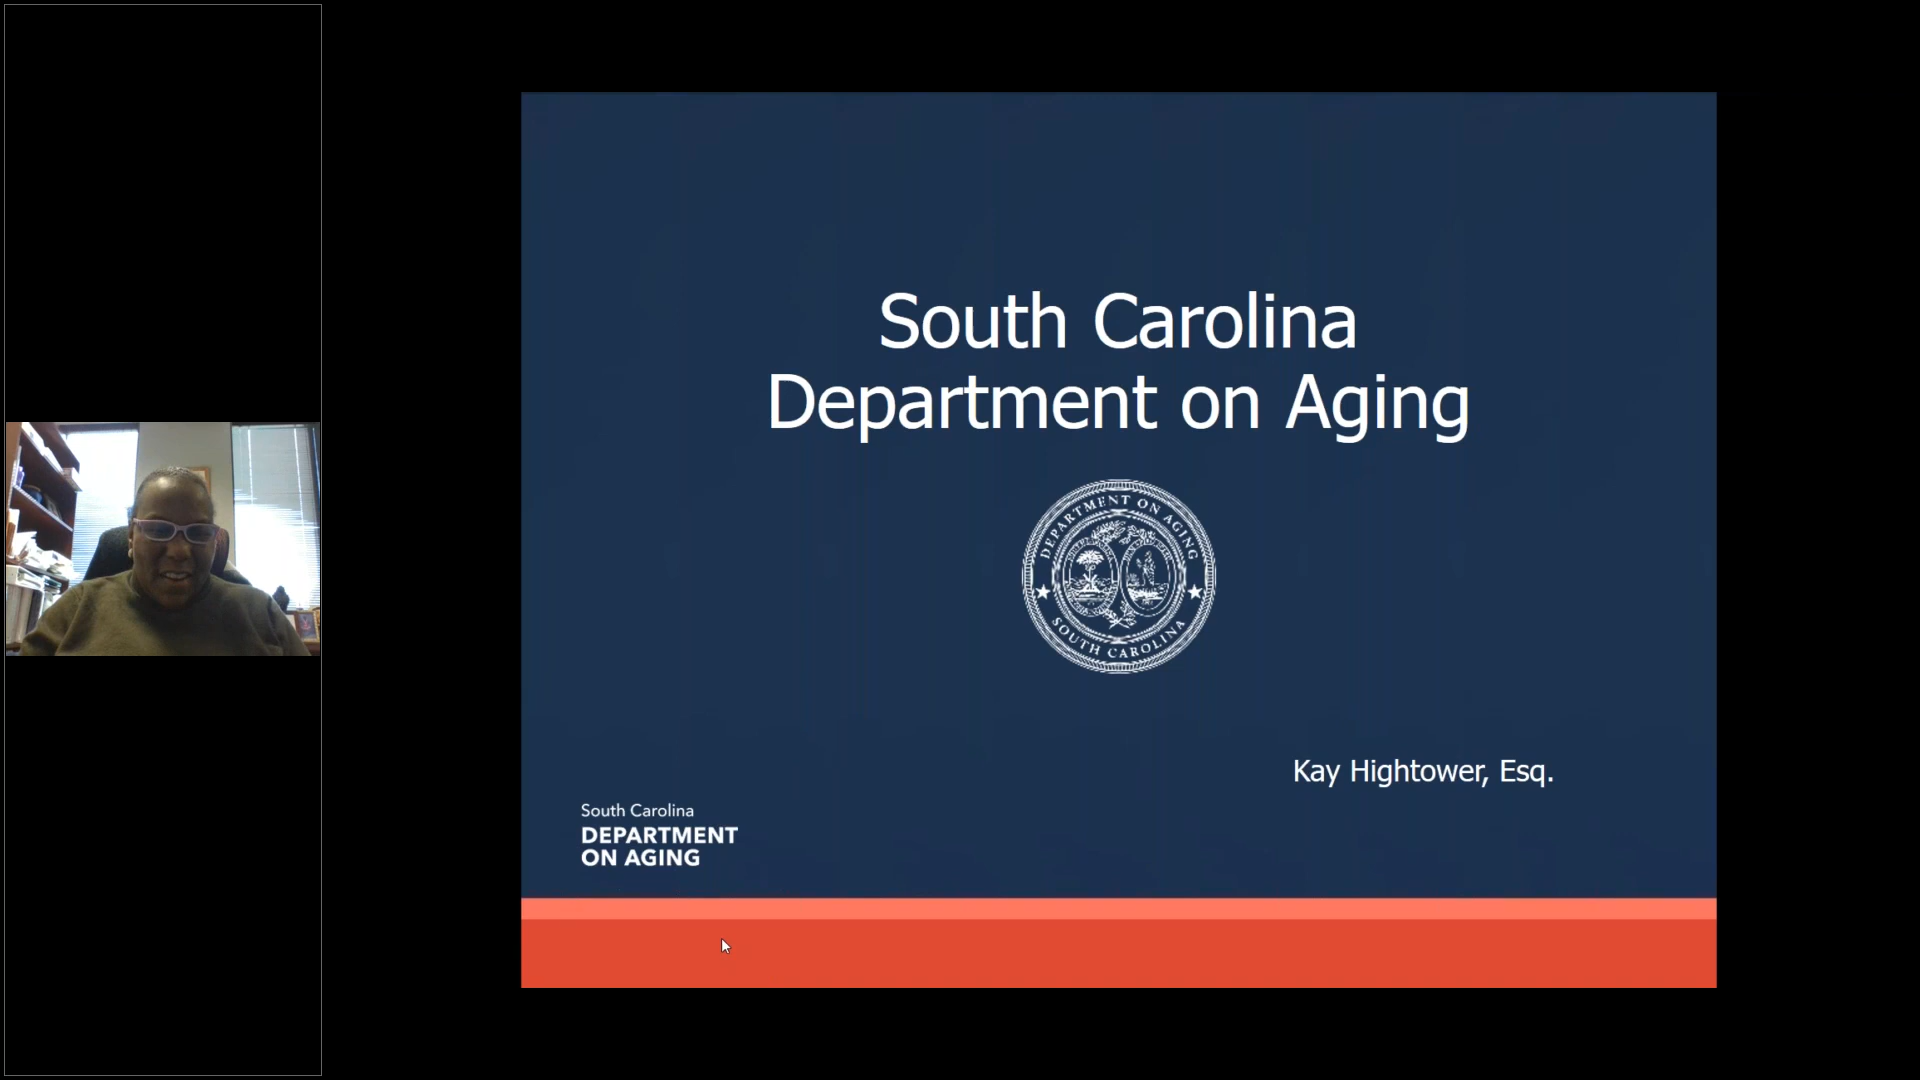 South Carolina
Department on Aging
DEPARTMENT ON AGING
SOUTH CAROLINA
Kay Hightower, Esq.
South Carolina
DEPARTMENT
ON AGING